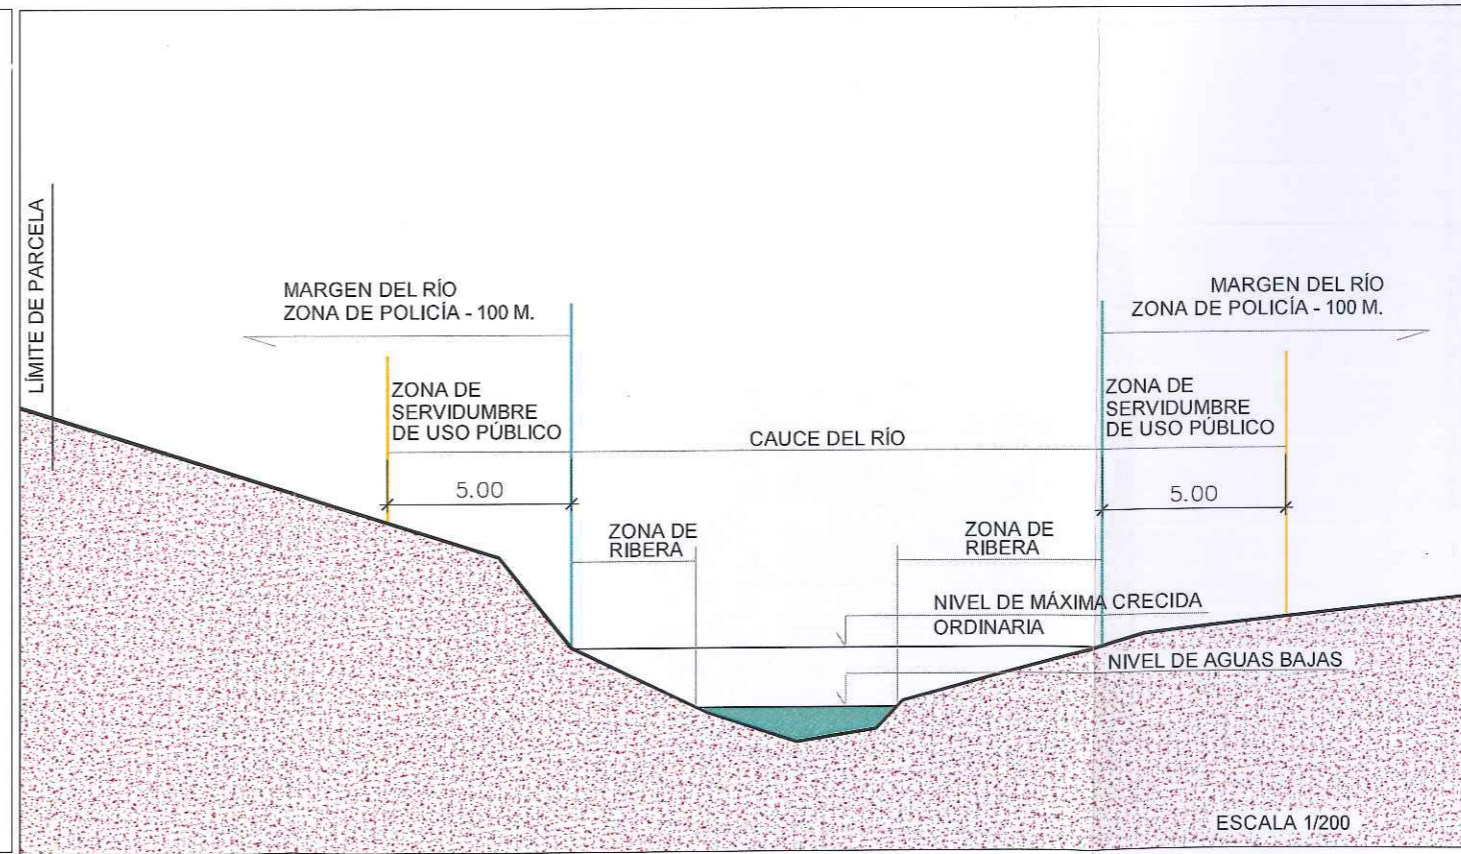 LÍMITE DE PARCELA
MARGEN DEL RÍO
ZONA DE POLICÍA - 100 M.
MARGEN DEL RÍO
ZONA DE POLICÍA - 100 M.
ZONA DE
SERVIDUMBRE
DE USO PÚBLICO
CAUCE DEL RÍO
ZONA DE
SERVIDUMBRE
DE USO PÚBLICO
5.00
5.00
ZONA DE
RIBERA
ZONA DE
RIBERA
NIVEL DE MÁXIMA CRECIDA
ORDINARIA
NIVEL DE AGUAS BAJAS
ESCALA 1/200